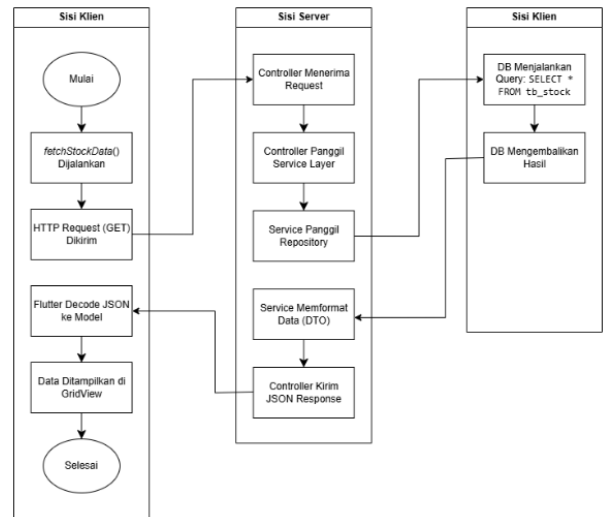 Sisi Klien
Mulai
fetchStockData()
Dijalankan
HTTP Request (GET)
Dikirim
Flutter Decode JSON
ke Model
Data Ditampilkan di
GridView
Selesai
Sisi Server
Controller Menerima
Request
Controller Panggil
Service Layer
Service Panggil
Repository
Service Memformat
Data (DTO)
Controller Kirim
JSON Response
Sisi Klien
DB Menjalankan
Query: SELECT *
FROM tb_stock
DB Mengembalikan
Hasil